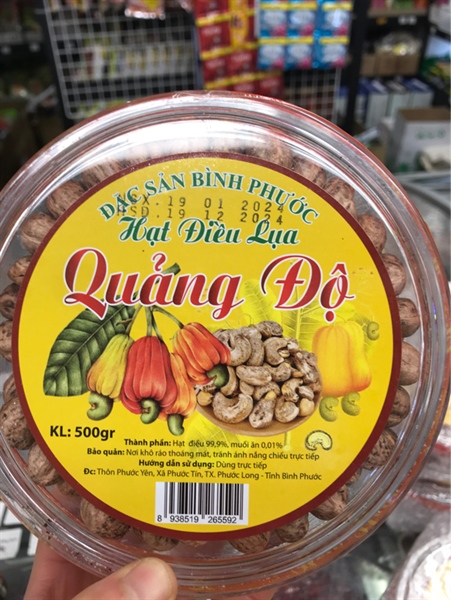 ĐẶC SẢN BÌNH PHƯỚC
NSX.19 01 2024
HSD.19 12 2024
Hạt Điều Lụa
Quảng Độ
KL: 500gr
Thành phần: Hạt điều 99,9%, muối ăn 0,01%
Bảo quản: Nơi khô ráo thoáng mát, tránh ánh nắng chiếu trực tiếp
Hướng dẫn sử dụng: Dùng trực tiếp
Đc: Thôn Phước Yên, Xã Phước Tín, TX. Phước Long - Tỉnh Bình Phước
8 938519 265592